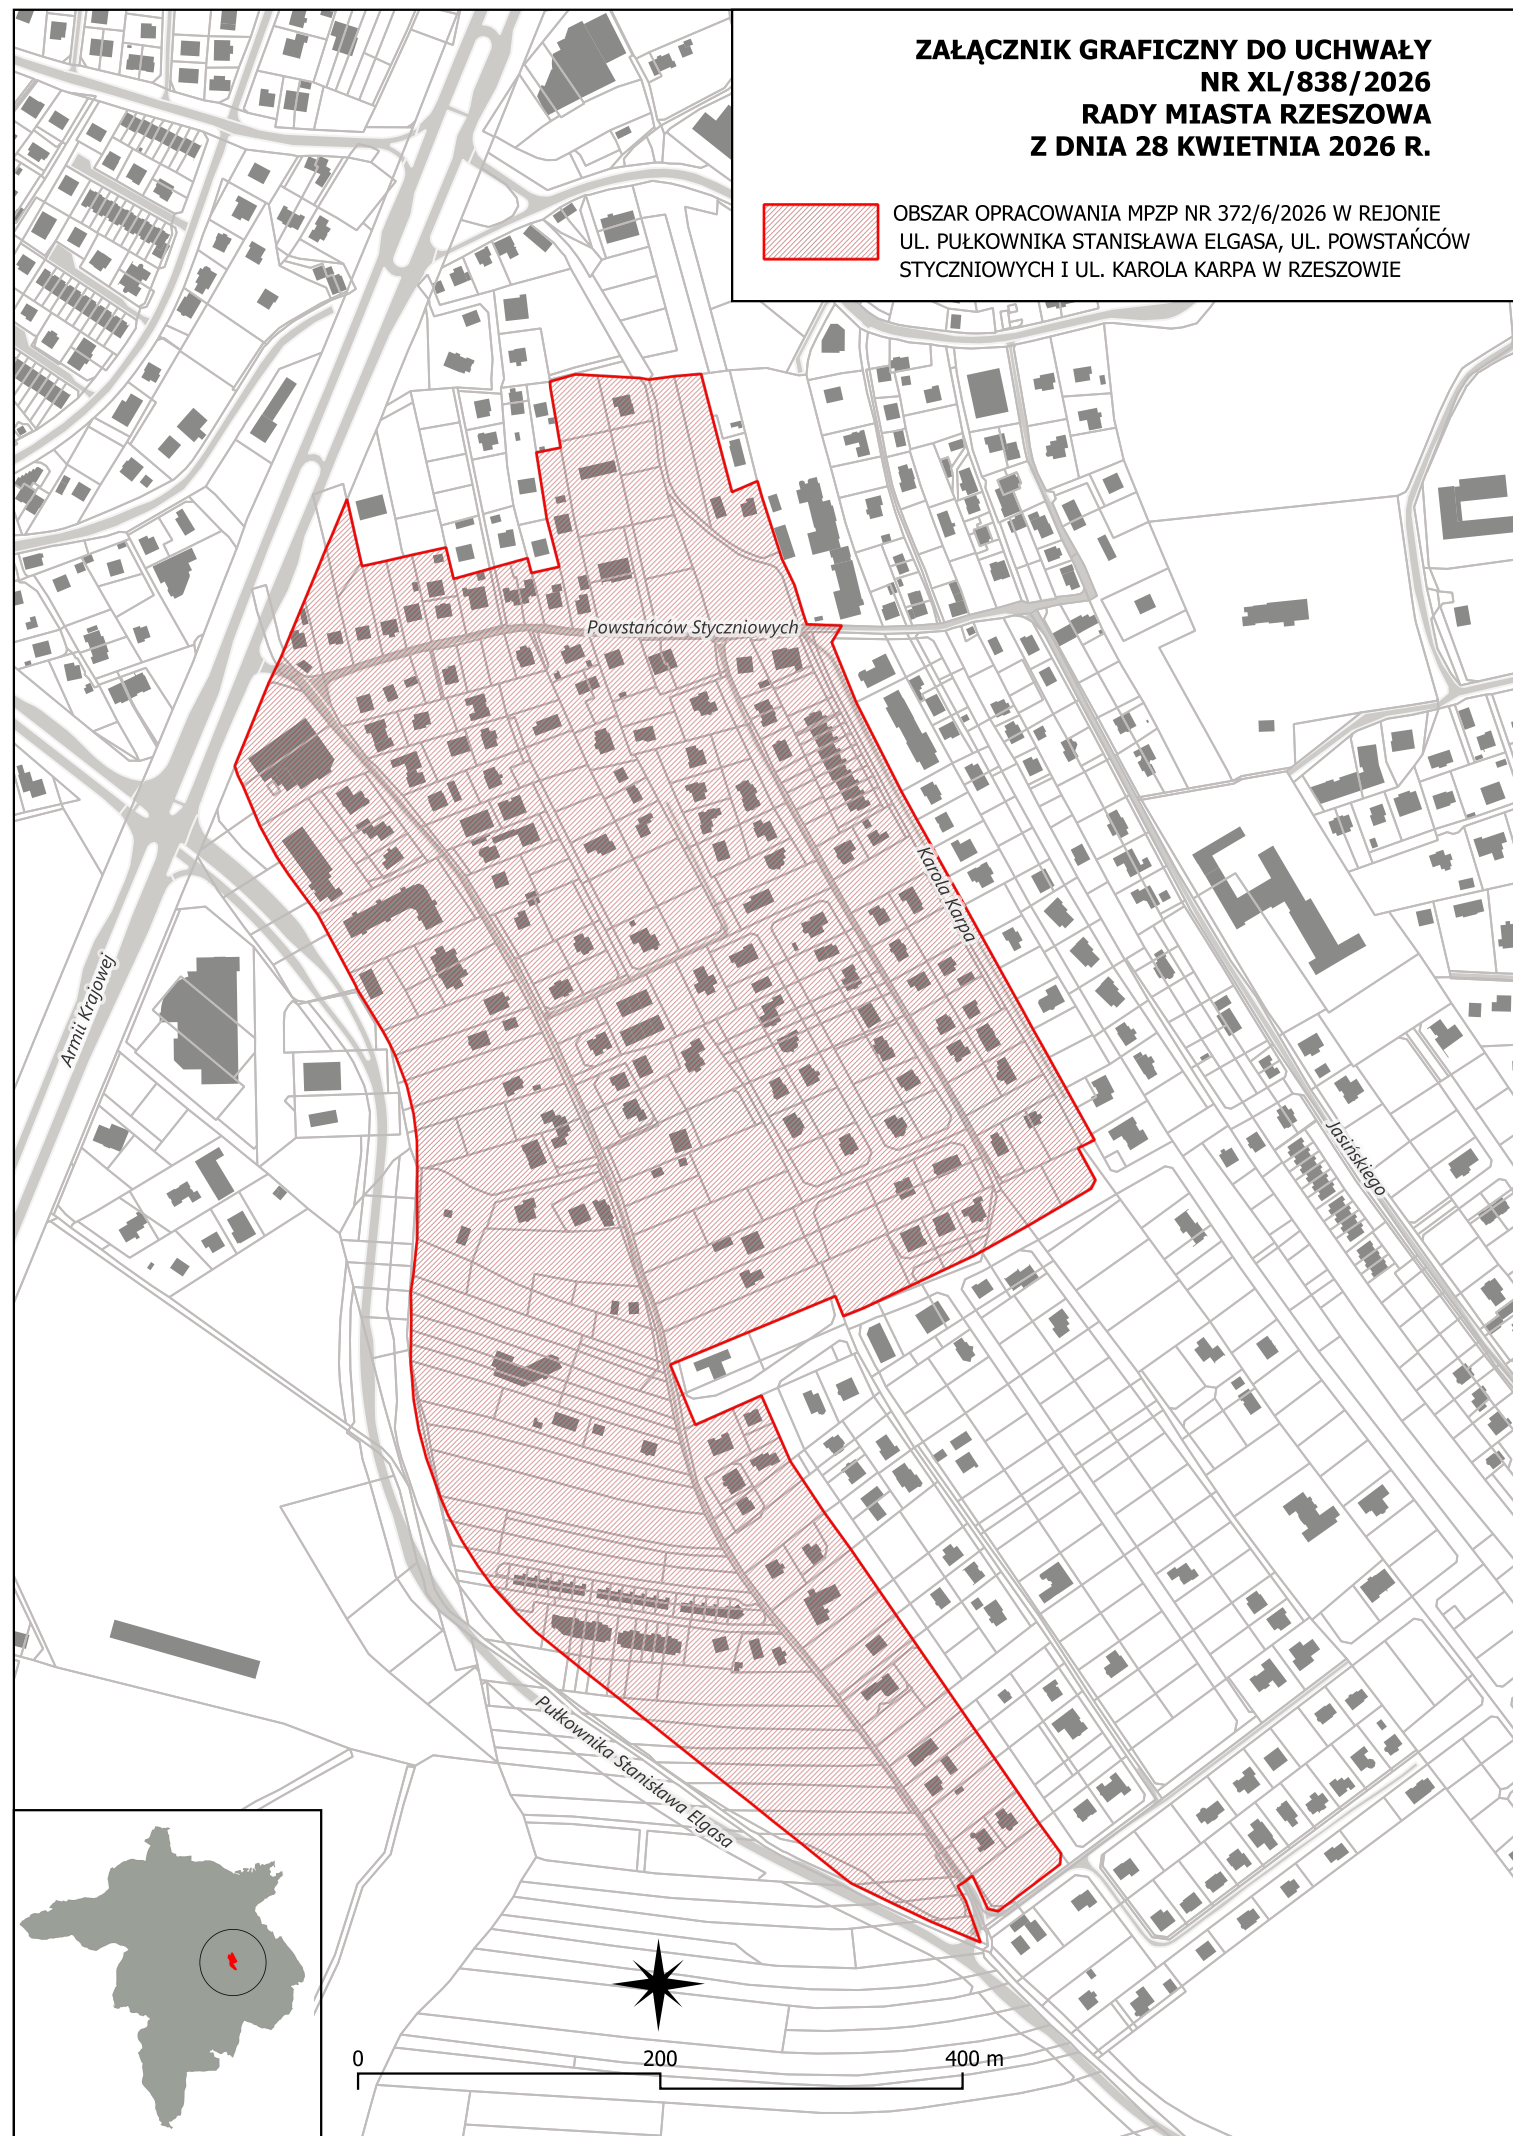 ZAŁĄCZNIK GRAFICZNY DO UCHWAŁY
NR XL/838/2026
RADY MIASTA RZESZOWA
Z DNIA 28 KWIETNIA 2026 R.
OBSZAR OPRACOWANIA MPZP NR 372/6/2026 W REJONIE
UL. PUŁKOWNIKA STANISŁAWA ELGASA, UL. POWSTAŃCÓW
STYCZNIOWYCH I UL. KAROLA KARPA W RZESZOWIE
Powstańców Styczniowych
Karola Karpa
Armii Krajowej
Jasińskiego
Pułkownika Stanisława Elgasa
0 200 400 m